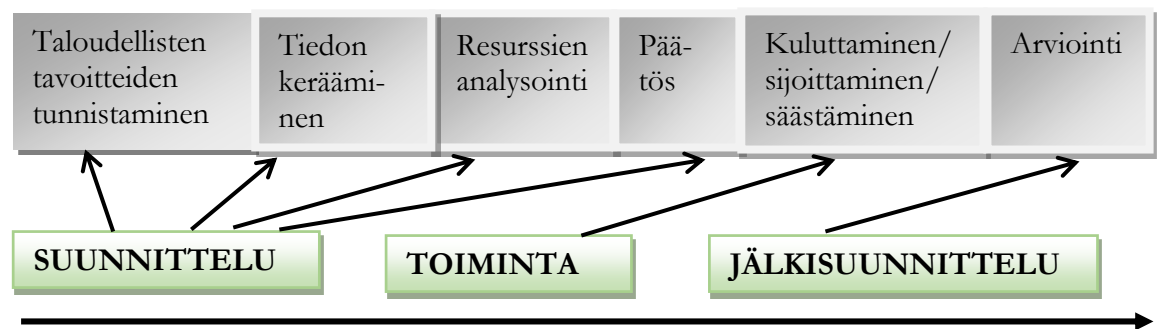 Taloudellisten
tavoitteiden
tunnistaminen
Tiedon
keräämi-
nen
Resurssien
analysointi
Pää-
tös
Kuluttaminen/
sijoittaminen/
säästäminen
Arviointi
SUUNNITTELU
TOIMINTA
JÄLKISUUNNITTELU